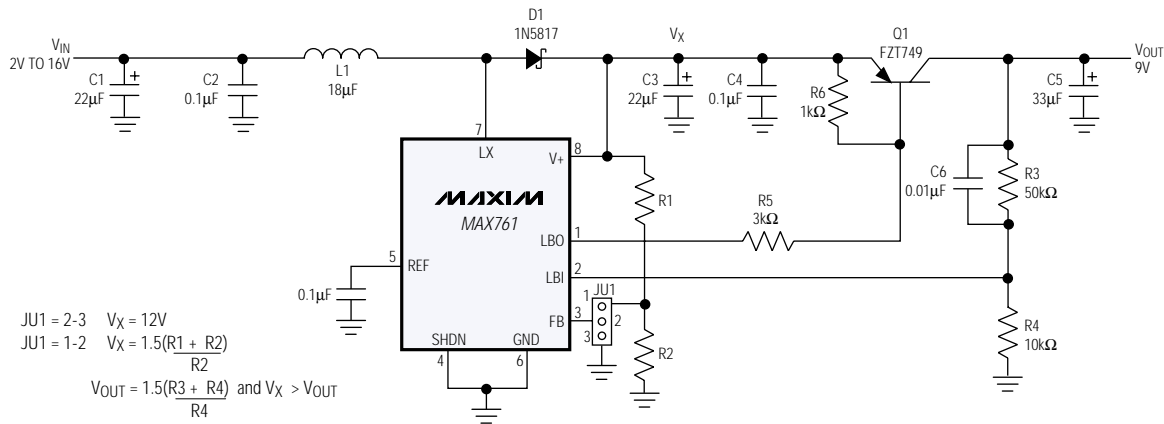 VIN
2V TO 16V
C1
22µF
+
C2
0.1µF
L1
18µF
D1
1N5817
VX
C3
22µF
+
C4
0.1µF
R6
1kΩ
Q1
FZT749
VOUT
9V
C5
33µF
+
7
LX
V+
8
MAXIM
MAX761
R1
C6
0.01µF
R3
50kΩ
R5
3kΩ
LBO
1
5
REF
LBI
2
0.1µF
JU1
FB
3
1
2
3
R2
R4
10kΩ
SHDN
GND
4
6
JU1 = 2-3 VX = 12V
JU1 = 1-2 VX = 1.5(R1 + R2)
R2
VOUT = 1.5(R3 + R4) and VX > VOUT
R4